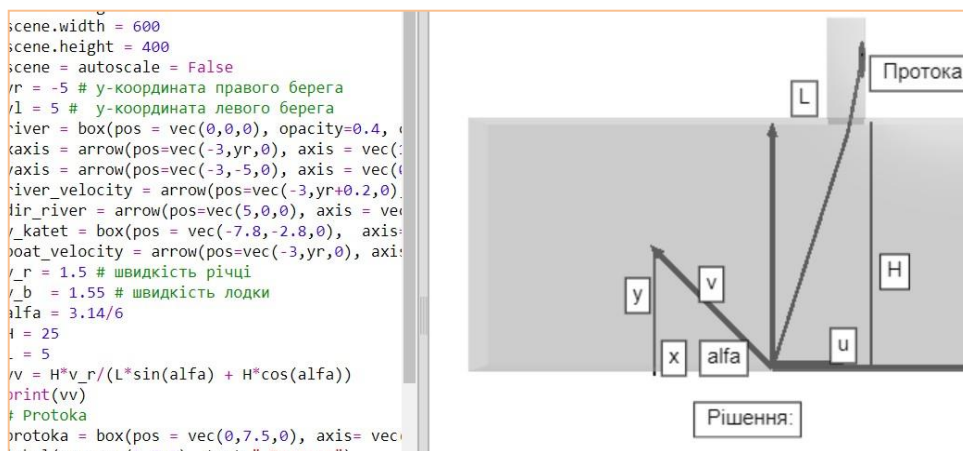 scene.width = 600
scene.height = 400
scene = autoscale = False
yr = -5 # y-координата правого берега
yl = 5 # y-координата левого берега
river = box(pos = vec(0,0,0), opacity=0.4,
xaxis = arrow(pos=vec(-3,yr,0), axis = vec(
yaxis = arrow(pos=vec(-3,-5,0), axis = vec(
river_velocity = arrow(pos=vec(-3,yr+0.2,0)
dir_river = arrow(pos=vec(5,0,0), axis = vec
y_katet = box(pos = vec(-7.8,-2.8,0), axis=
boat_velocity = arrow(pos=vec(-3,yr,0), axis
v_r = 1.5 # швидкість річці
v_b = 1.55 # швидкість лодки
alfa = 3.14/6
H = 25
L = 5
vv = H*v_r/(L*sin(alfa) + H*cos(alfa))
print(vv)
# Protoka
protoka = box(pos = vec(0,7.5,0), axis= vec(
Протока
L
H
y
v
x
alfa
u
Рішення: